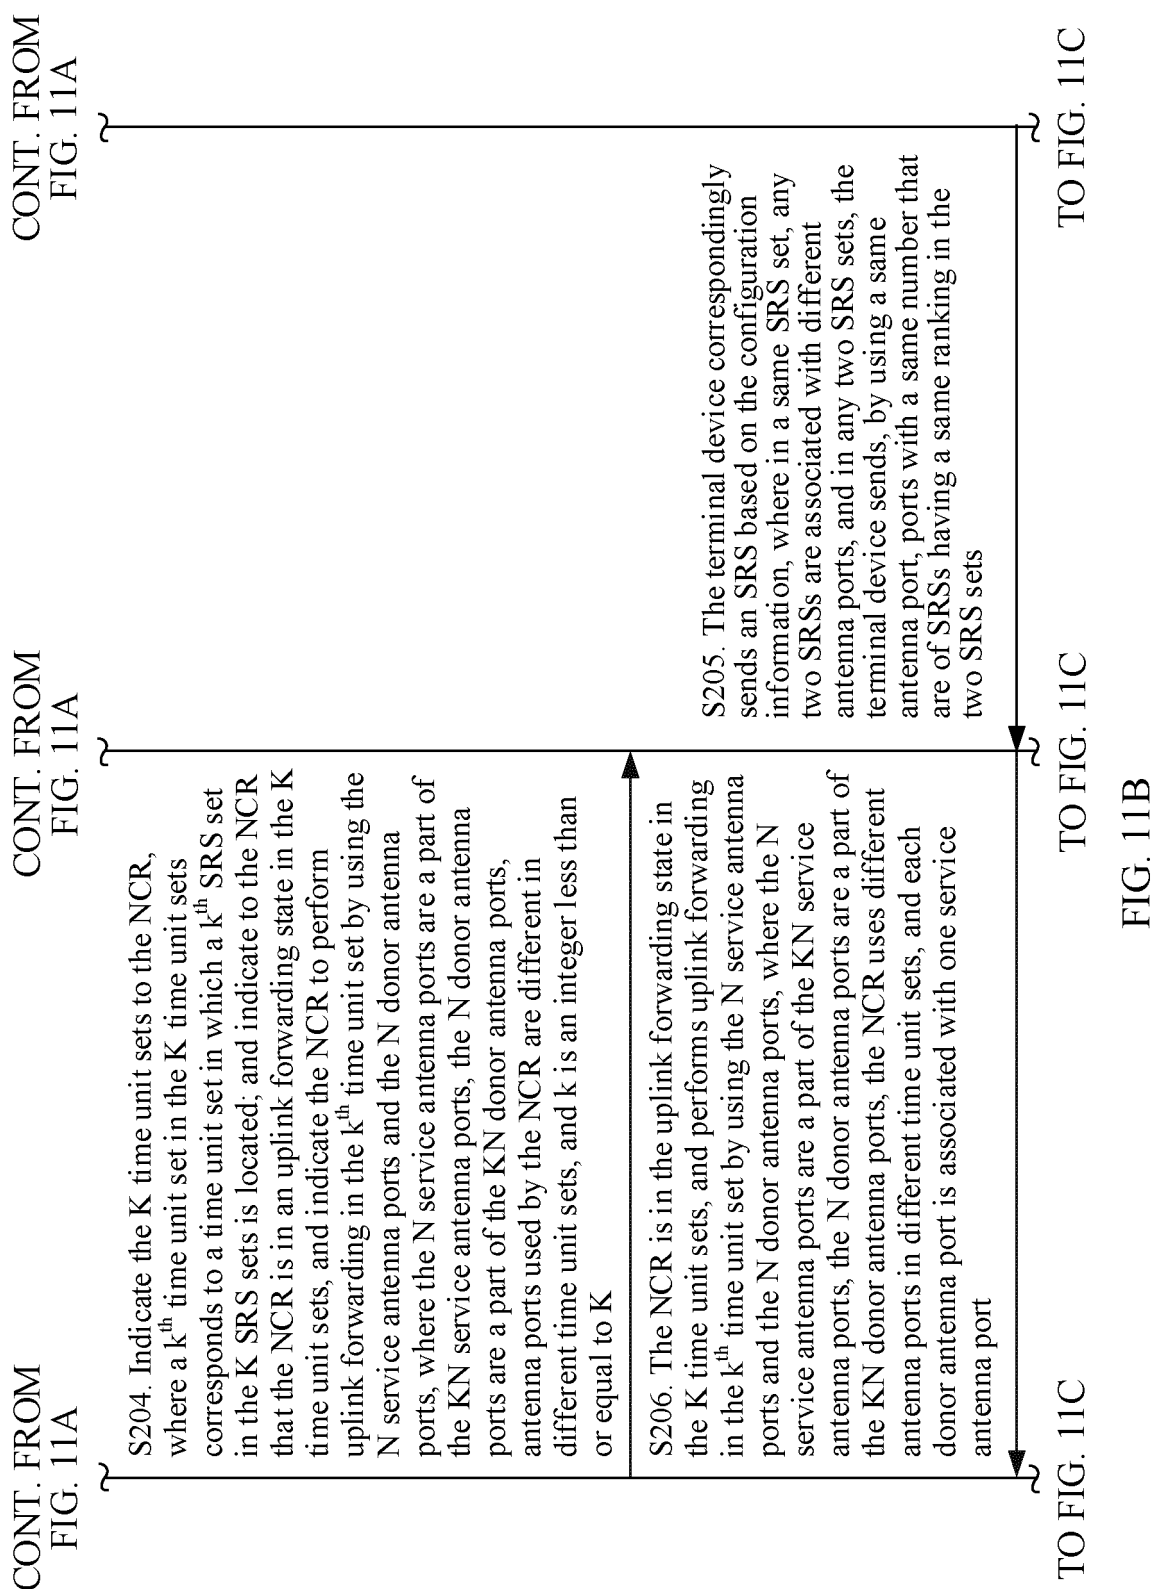 CONT. FROM
FIG. 11A
CONT. FROM
FIG. 11A
CONT. FROM
FIG. 11A
S204. Indicate the K time unit sets to the NCR,
where a kth time unit set in the K time unit sets
corresponds to a time unit set in which a kth SRS set
in the K SRS sets is located; and indicate to the NCR
that the NCR is in an uplink forwarding state in the K
time unit sets, and indicate the NCR to perform
uplink forwarding in the kth time unit set by using the
N service antenna ports and the N donor antenna
ports, where the N service antenna ports are a part of
the KN service antenna ports, the N donor antenna
ports are a part of the KN donor antenna ports,
antenna ports used by the NCR are different in
different time unit sets, and k is an integer less than
or equal to K
S205. The terminal device correspondingly
sends an SRS based on the configuration
information, where in a same SRS set, any
two SRSs are associated with different
antenna ports, and in any two SRS sets, the
terminal device sends, by using a same
antenna port, ports with a same number that
are of SRSs having a same ranking in the
two SRS sets
S206. The NCR is in the uplink forwarding state in
the K time unit sets, and performs uplink forwarding
in the kth time unit set by using the N service antenna
ports and the N donor antenna ports, where the N
service antenna ports are a part of the KN service
antenna ports, the N donor antenna ports are a part of
the KN donor antenna ports, the NCR uses different
antenna ports in different time unit sets, and each
donor antenna port is associated with one service
antenna port
TO FIG. 11C
TO FIG. 11C
TO FIG. 11C
FIG. 11B